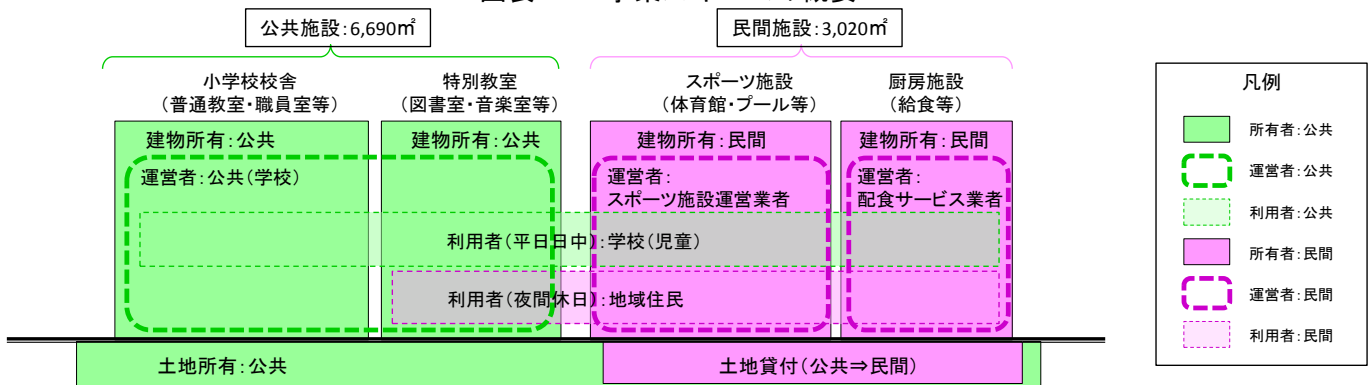 公共施設:6,690㎡
民間施設:3,020㎡
小学校校舎
(普通教室・職員室等)
特別教室
(図書室・音楽室等)
スポーツ施設
(体育館・プール等)
厨房施設
(給食等)
建物所有:公共
建物所有:公共
建物所有:民間
建物所有:民間
運営者:公共(学校)
運営者:
スポーツ施設運営業者
運営者:
配食サービス業者
利用者(平日日中):学校(児童)
利用者(夜間休日):地域住民
土地所有:公共
土地貸付(公共⇒民間)
凡例
所有者:公共
運営者:公共
利用者:公共
所有者:民間
運営者:民間
利用者:民間